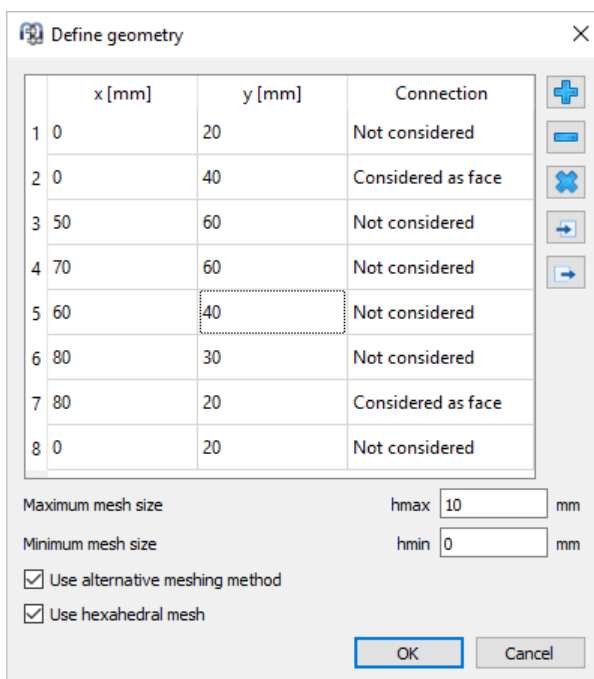 Define geometry
x [mm] y [mm] Connection
1 0 20 Not considered
2 0 40 Considered as face
3 50 60 Not considered
4 70 60 Not considered
5 60 40 Not considered
6 80 30 Not considered
7 80 20 Considered as face
8 0 20 Not considered
Maximum mesh size hmax 10 mm
Minimum mesh size hmin 0 mm
Use alternative meshing method
Use hexahedral mesh
OK Cancel